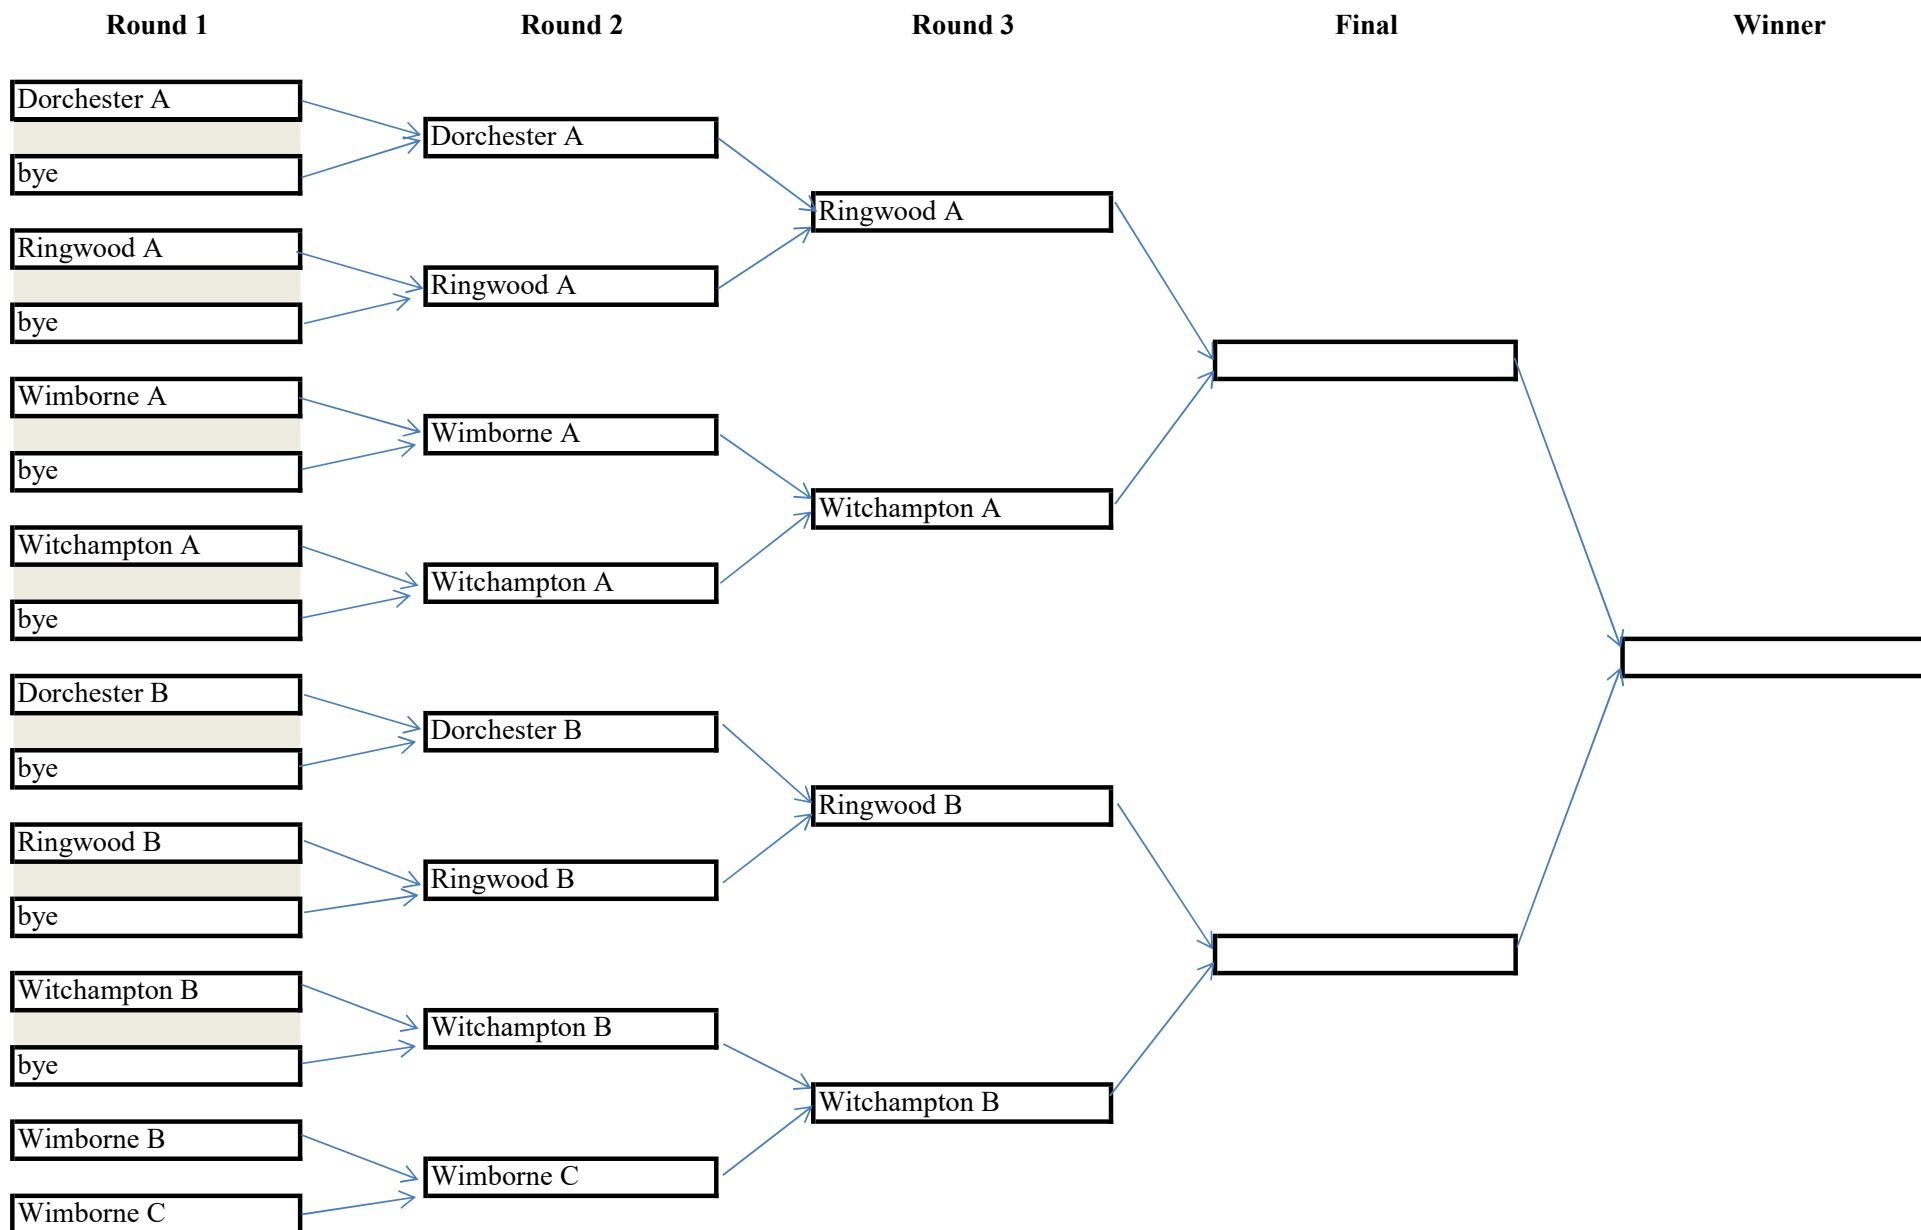 Round 1 Round 2 Round 3 Final Winner
Dorchester A
Dorchester A
bye
Ringwood A
Ringwood A
Ringwood A
bye
Wimborne A
Wimborne A
bye
Witchampton A
Witchampton A
Witchampton A
bye
Dorchester B
Dorchester B
bye
Ringwood B
Ringwood B
Ringwood B
bye
Witchampton B
Witchampton B
bye
Witchampton B
Wimborne B
Wimborne C
Wimborne C